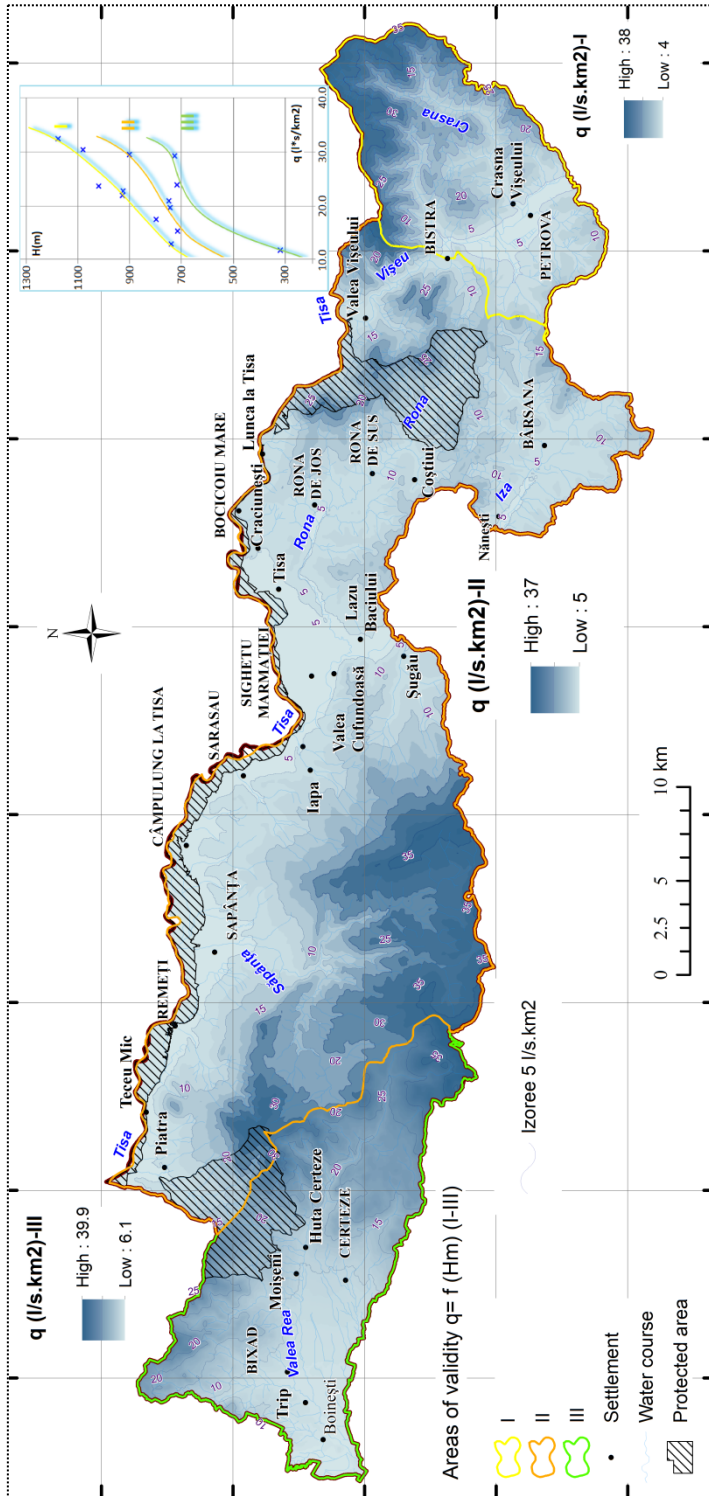 N
H(m)
1300
1100
900
700
500
300
10.0 20.0 30.0 40.0
q (l*s/km2)
q (l/s.km2)-III
High : 39.9
Low : 6.1
Tisa
Teceu Mic
Piatra
REMEȚI
CÂMPULUNG LA TISA
SARASAU
SAPÂNȚA
Săpânța
Tisa
SIGHETU
MARMAȚIEI
Iapa
Valea
Cufundoasă
Lazu
Baciului
Șugău
Tisa
BOCICOIU MARE
Craciunești
Lunca la Tisa
RONA
DE JOS
Rona
RONA
DE SUS
Coștiui
Rona
Tisa
Valea Vișeului
Vișeu
BISTRA
Crasna
Crasna
Vișeului
PETROVA
BÂRSANA
Iza
Nănești
BIXAD
Moișeni
Huta Certeze
CERTEZE
Valea Rea
Trip
Boinești
q (l/s.km2)-II
High : 37
Low : 5
q (l/s.km2)-I
High : 38
Low : 4
Areas of validity q= f (Hm) (I-III)
I
II
III
Settlement
Water course
Protected area
Izoree 5 l/s.km2
0 2.5 5 10 km